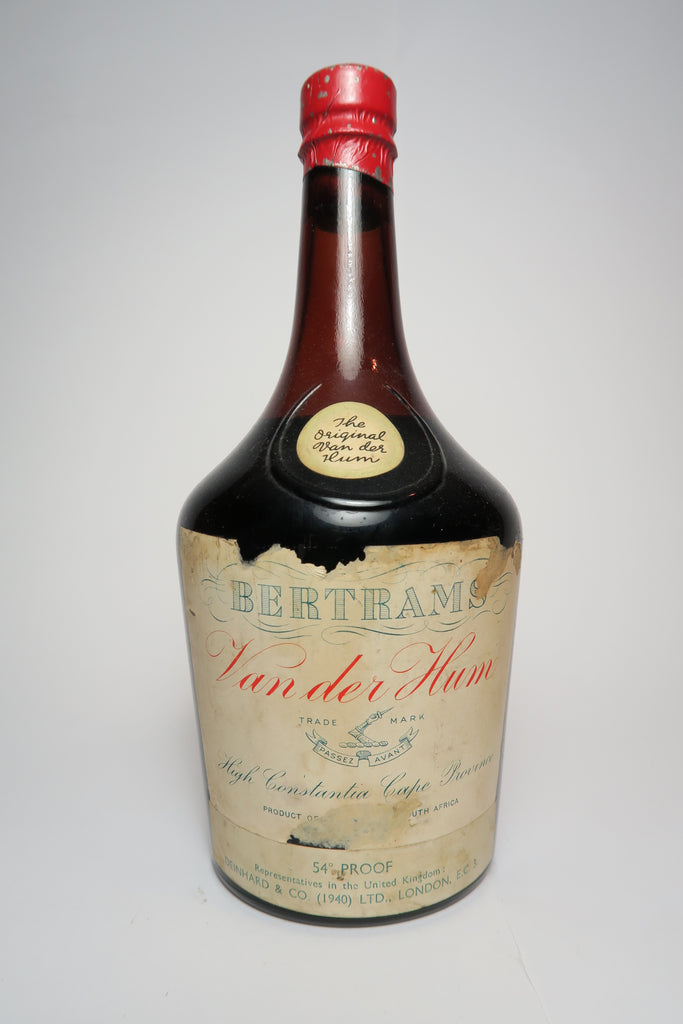 The
Original
Van der
Hum
BERTRAMS
Van der Hum
TRADE MARK
PASSEZ AVANT
High Constantia Cape Province
PRODUCT OF UTH AFRICA
54° PROOF
Representatives in the United Kingdom:
DEINHARD & CO. (1940) LTD., LONDON, E.C. 3.